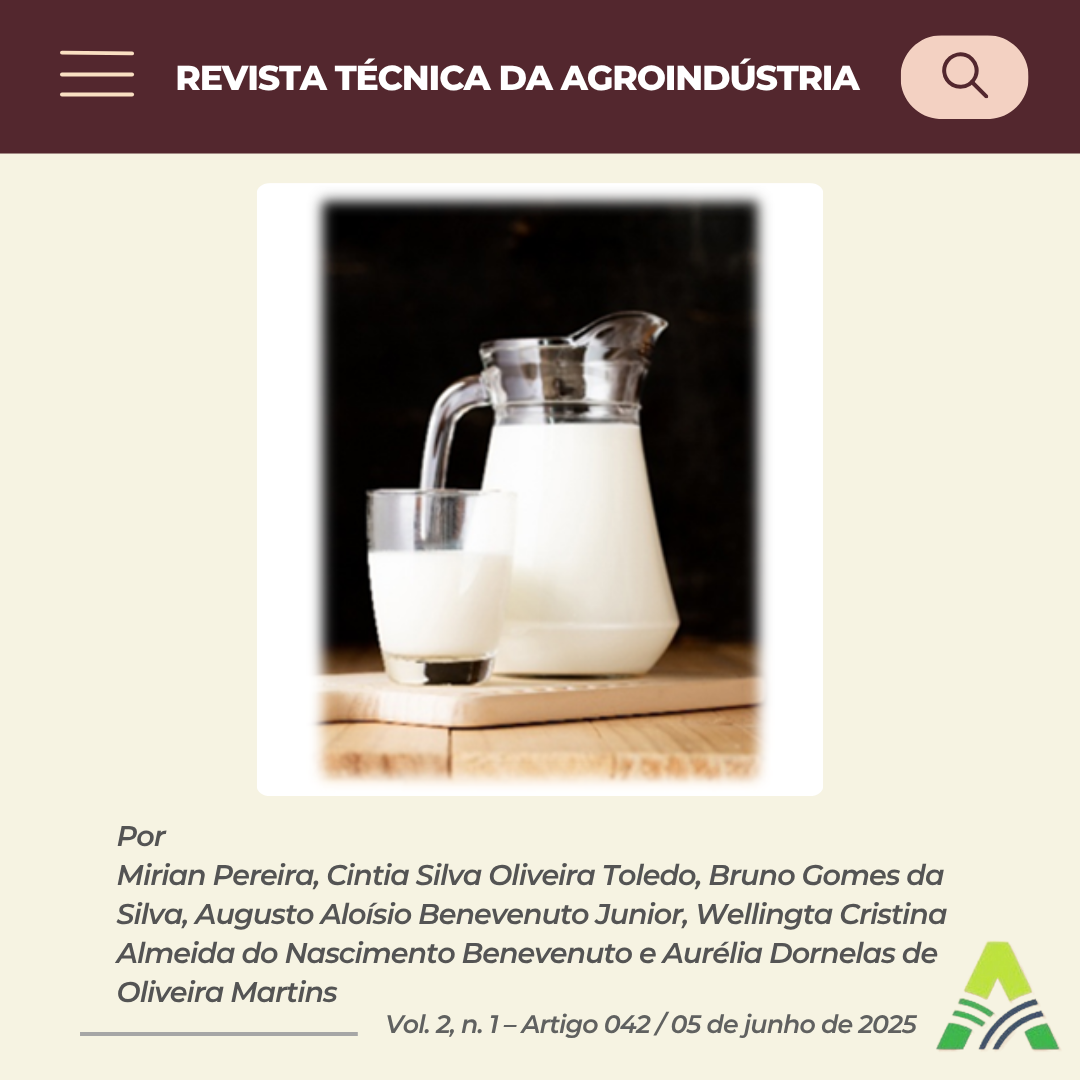 REVISTA TÉCNICA DA AGROINDÚSTRIA
Por
Mirian Pereira, Cintia Silva Oliveira Toledo, Bruno Gomes da
Silva, Augusto Aloísio Benevenuto Junior, Wellingta Cristina
Almeida do Nascimento Benevenuto e Aurélia Dornelas de
Oliveira Martins
Vol. 2, n. 1 – Artigo 042 / 05 de junho de 2025